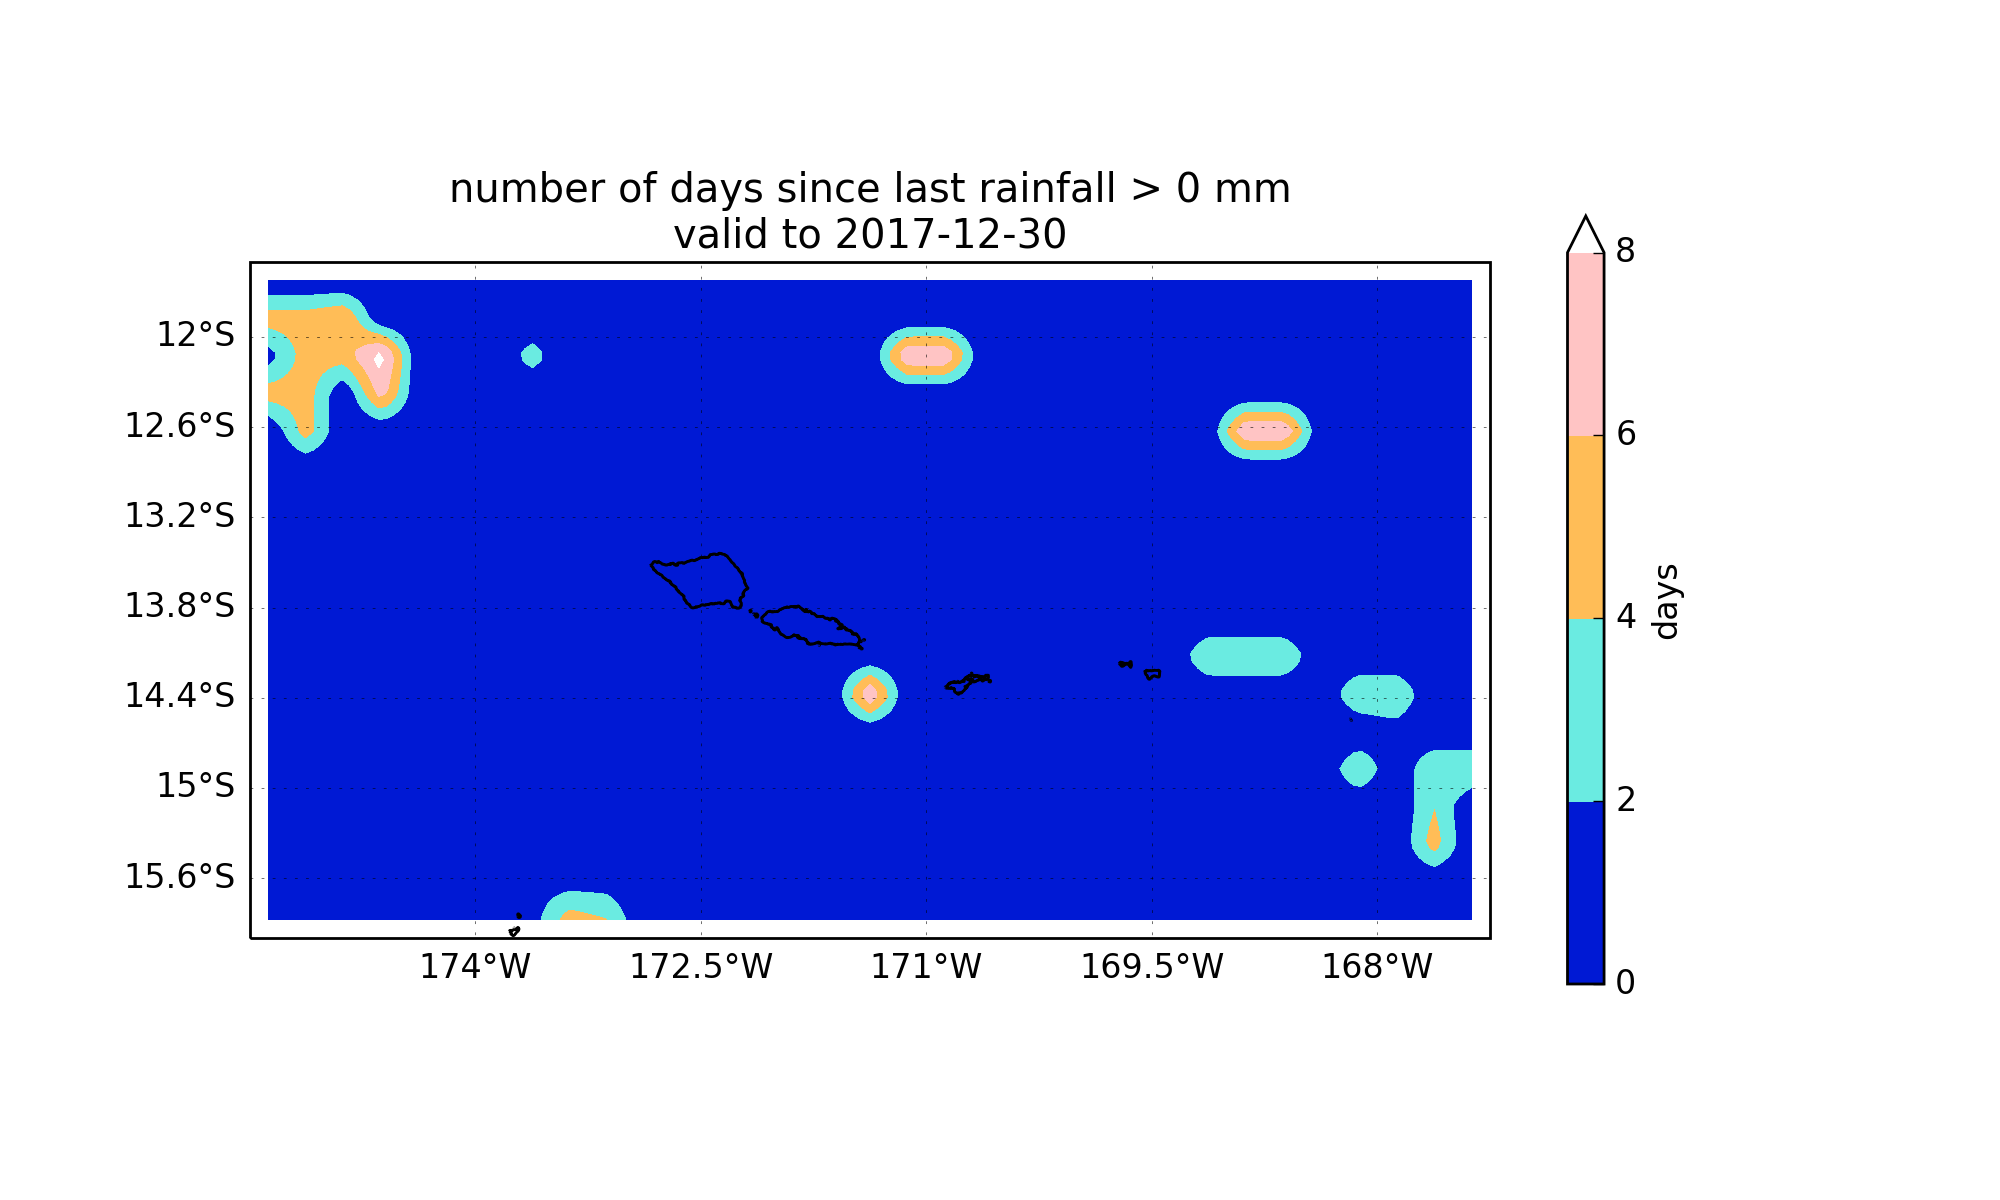 number of days since last rainfall > 0 mm
valid to 2017-12-30
12°S
12.6°S
13.2°S
13.8°S
14.4°S
15°S
15.6°S
174°W
172.5°W
171°W
169.5°W
168°W
8
6
4
2
0
days